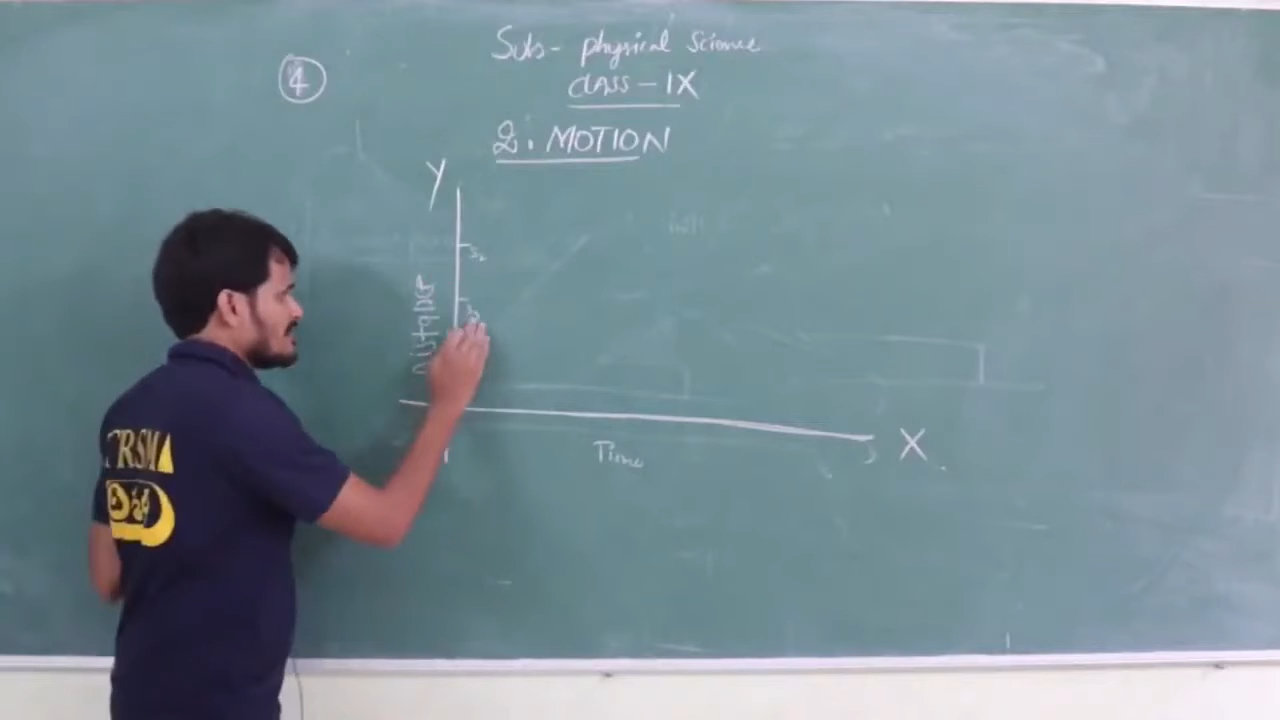 Sub- physical Science
4
CLASS - IX
2. MOTION
Y
Distance
Time
X